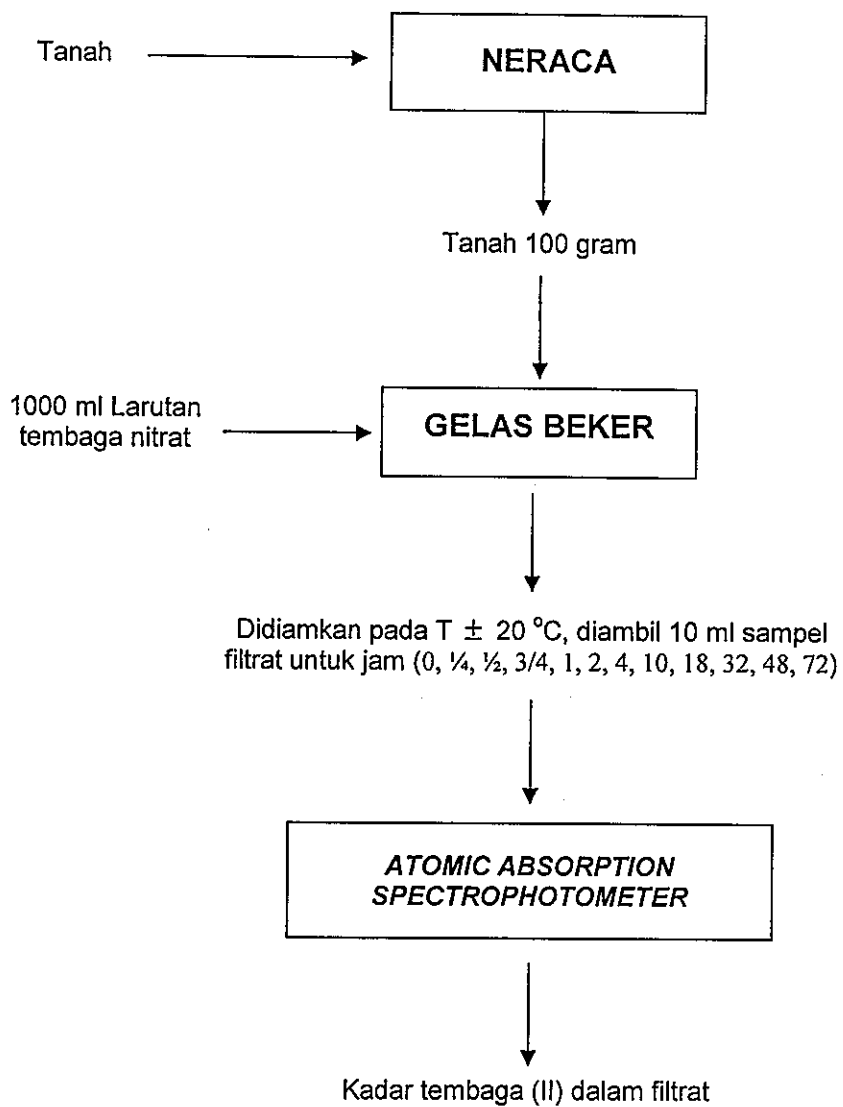 Tanah
NERACA
Tanah 100 gram
1000 ml Larutan
tembaga nitrat
GELAS BEKER
Didiamkan pada T ± 20 °C, diambil 10 ml sampel
filtrat untuk jam (0, ¼, ½, 3/4, 1, 2, 4, 10, 18, 32, 48, 72)
ATOMIC ABSORPTION
SPECTROPHOTOMETER
Kadar tembaga (II) dalam filtrat